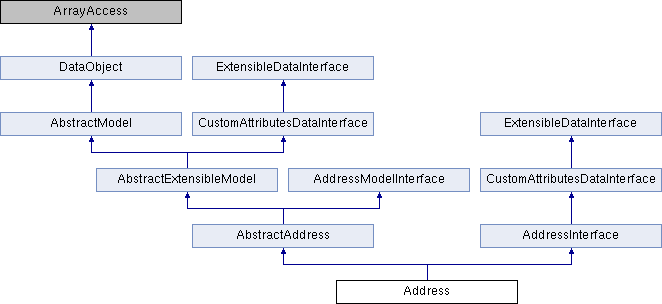 ArrayAccess
DataObject
ExtensibleDataInterface
AbstractModel
CustomAttributesDataInterface
ExtensibleDataInterface
AbstractExtensibleModel
AddressModelInterface
CustomAttributesDataInterface
AbstractAddress
AddressInterface
Address